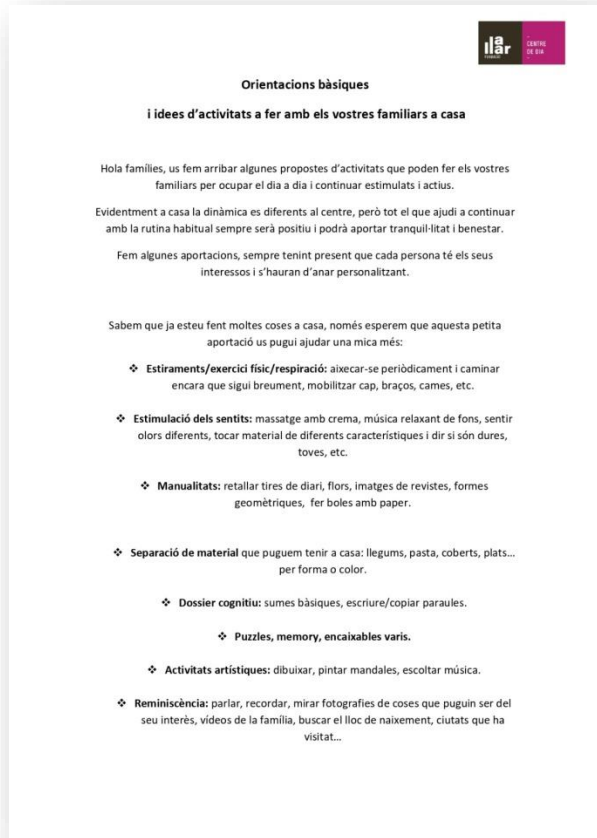 la
llar
FUNDACIÓ
CENTRE
DE DIA
Orientacions bàsiques
i idees d’activitats a fer amb els vostres familiars a casa
Hola famílies, us fem arribar algunes propostes d’activitats que poden fer els vostres
familiars per ocupar el dia a dia i continuar estimulats i actius.
Evidentment a casa la dinàmica es diferents al centre, però tot el que ajudi a continuar
amb la rutina habitual sempre serà positiu i podrà aportar tranquil·litat i benestar.
Fem algunes aportacions, sempre tenint present que cada persona té els seus
interessos i s’hauran d’anar personalitzant.
Sabem que ja esteu fent moltes coses a casa, només esperem que aquesta petita
aportació us pugui ajudar una mica més:
❖ Estiraments/exercici físic/respiració: aixecar-se periòdicament i caminar
encara que sigui breument, mobilitzar cap, braços, cames, etc.
❖ Estimulació dels sentits: massatge amb crema, música relaxant de fons, sentir
olors diferents, tocar material de diferents característiques i dir si són dures,
toves, etc.
❖ Manualitats: retallar tires de diari, flors, imatges de revistes, formes
geomètriques, fer boles amb paper.
❖ Separació de material que puguem tenir a casa: llegums, pasta, coberts, plats…
per forma o color.
❖ Dossier cognitiu: sumes bàsiques, escriure/copiar paraules.
❖ Puzzles, memory, encaixables varis.
❖ Activitats artístiques: dibuixar, pintar mandales, escoltar música.
❖ Reminiscència: parlar, recordar, mirar fotografies de coses que puguin ser del
seu interès, vídeos de la família, buscar el lloc de naixement, ciutats que ha
visitat…